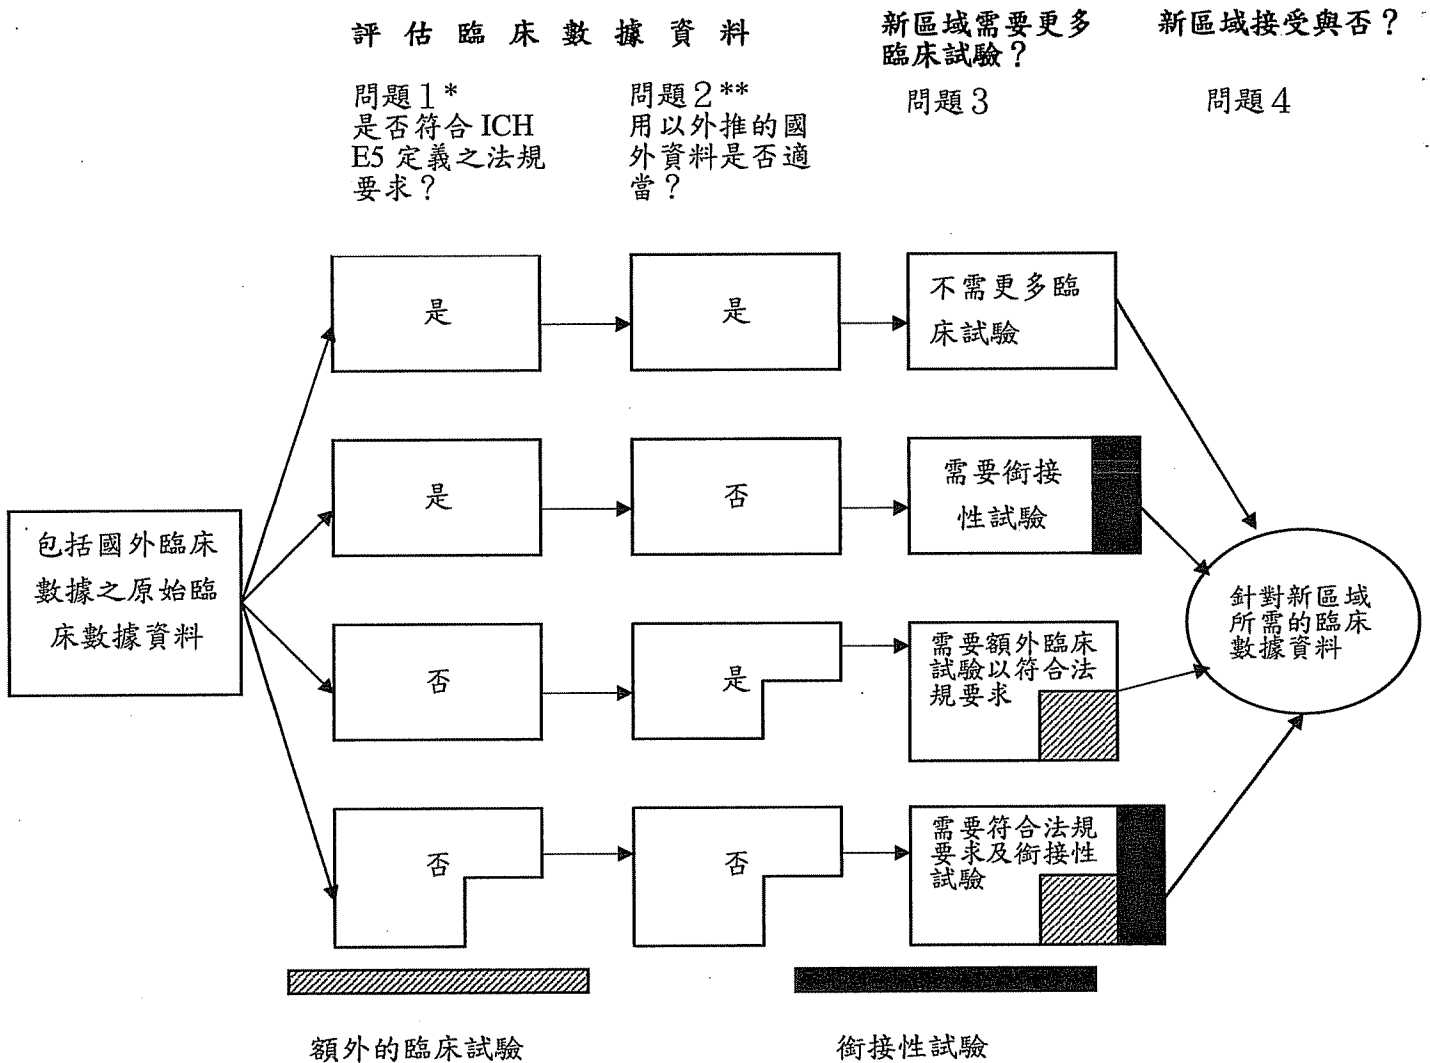 評估臨床數據資料
新區域需要更多
臨床試驗？
新區域接受與否？
問題1*
是否符合 ICH
E5 定義之法規
要求？
問題2**
用以外推的國
外資料是否適
當？
問題3
問題4
包括國外臨床
數據之原始臨
床數據資料
是
是
不需更多臨
床試驗
是
否
需要銜接
性試驗
否
是
需要額外臨床
試驗以符合法
規要求
否
否
需要符合法規
要求及銜接性
試驗
針對新區域
所需的臨床
數據資料
額外的臨床試驗
銜接性試驗